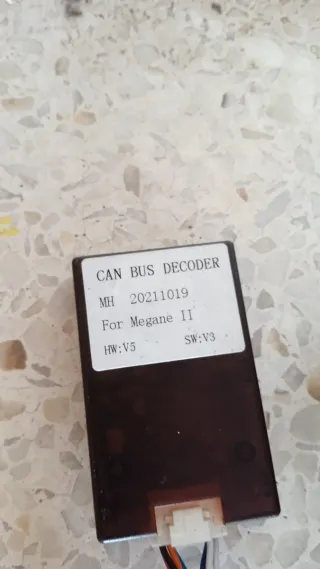 CAN BUS DECODER
MH 20211019
For Megane II
HW:V5 SW:V3